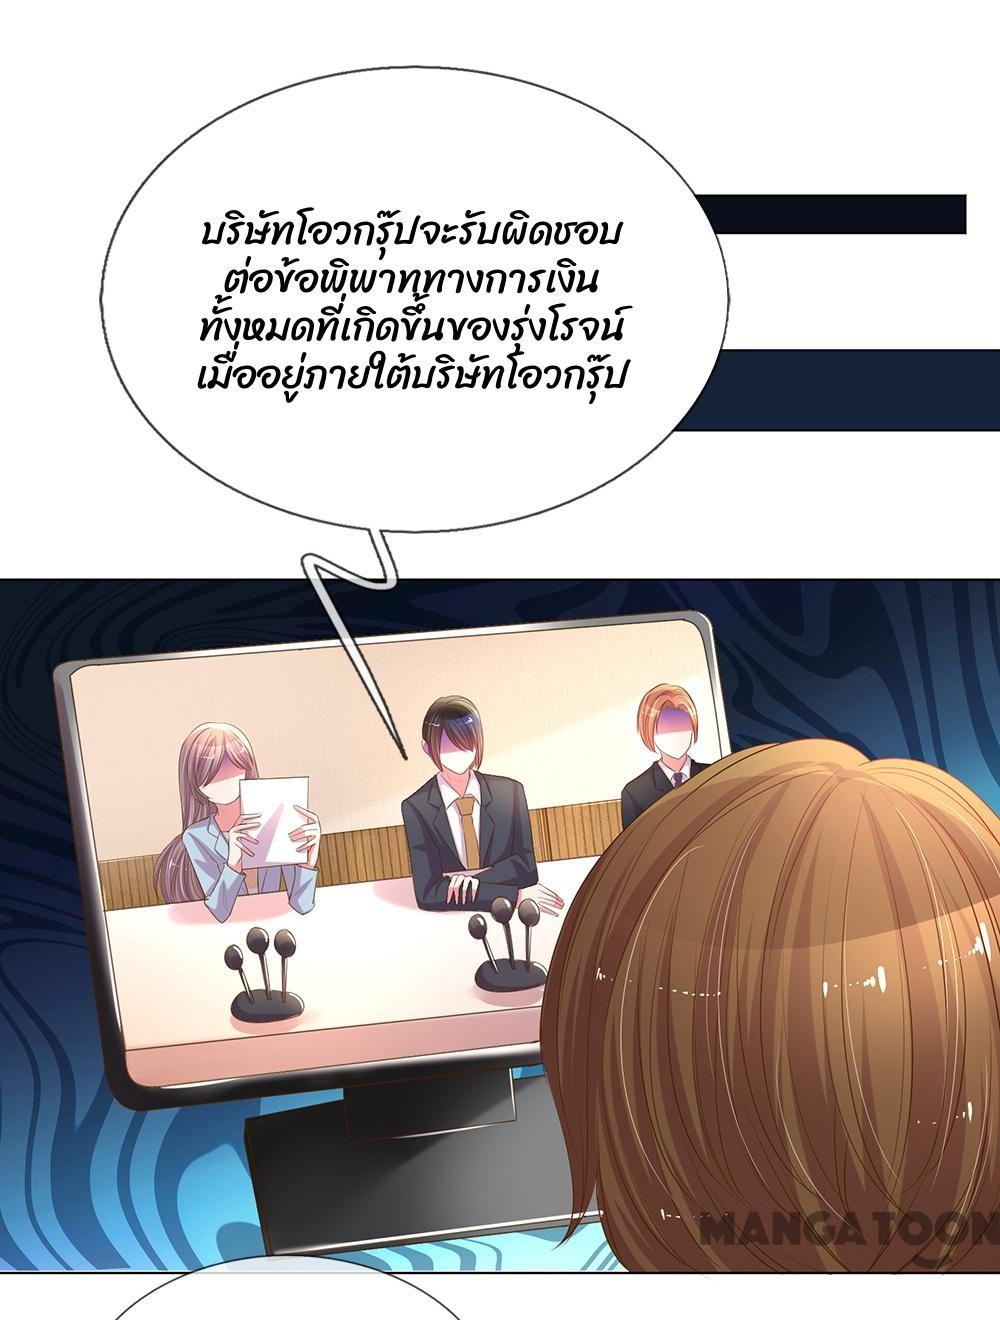 บริษัทโอวกรุ๊ปจะรับผิดชอบ
ต่อข้อพิพาททางการเงิน
ทั้งหมดที่เกิดขึ้นของรุ่งโรจน์
เมื่ออยู่ภายใต้บริษัทโอวกรุ๊ป
MANGATOON